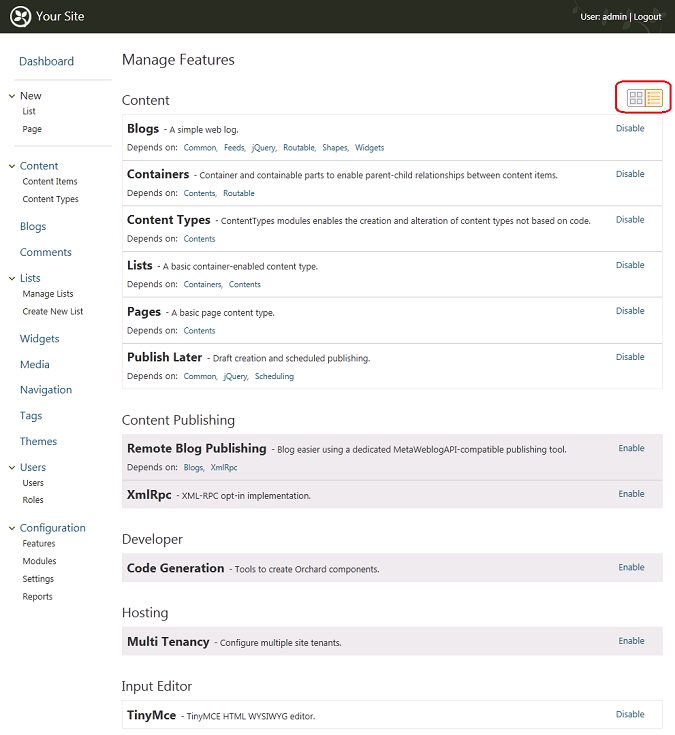 Your Site
User: admin | Logout
Dashboard
New
List
Page
Content
Content Items
Content Types
Blogs
Comments
Lists
Manage Lists
Create New List
Widgets
Media
Navigation
Tags
Themes
Users
Users
Roles
Configuration
Features
Modules
Settings
Reports
Manage Features
Content
Blogs - A simple web log. Disable
Depends on: Common, Feeds, jQuery, Routable, Shapes, Widgets
Containers - Container and containable parts to enable parent-child relationships between content items. Disable
Depends on: Contents, Routable
Content Types - ContentTypes modules enables the creation and alteration of content types not based on code. Disable
Depends on: Contents
Lists - A basic container-enabled content type. Disable
Depends on: Containers, Contents
Pages - A basic page content type. Disable
Depends on: Contents
Publish Later - Draft creation and scheduled publishing. Disable
Depends on: Common, jQuery, Scheduling
Content Publishing
Remote Blog Publishing - Blog easier using a dedicated MetaWeblogAPI-compatible publishing tool. Enable
Depends on: Blogs, XmlRpc
XmlRpc - XML-RPC opt-in implementation. Enable
Developer
Code Generation - Tools to create Orchard components. Enable
Hosting
Multi Tenancy - Configure multiple site tenants. Enable
Input Editor
TinyMce - TinyMCE HTML WYSIWYG editor. Disable